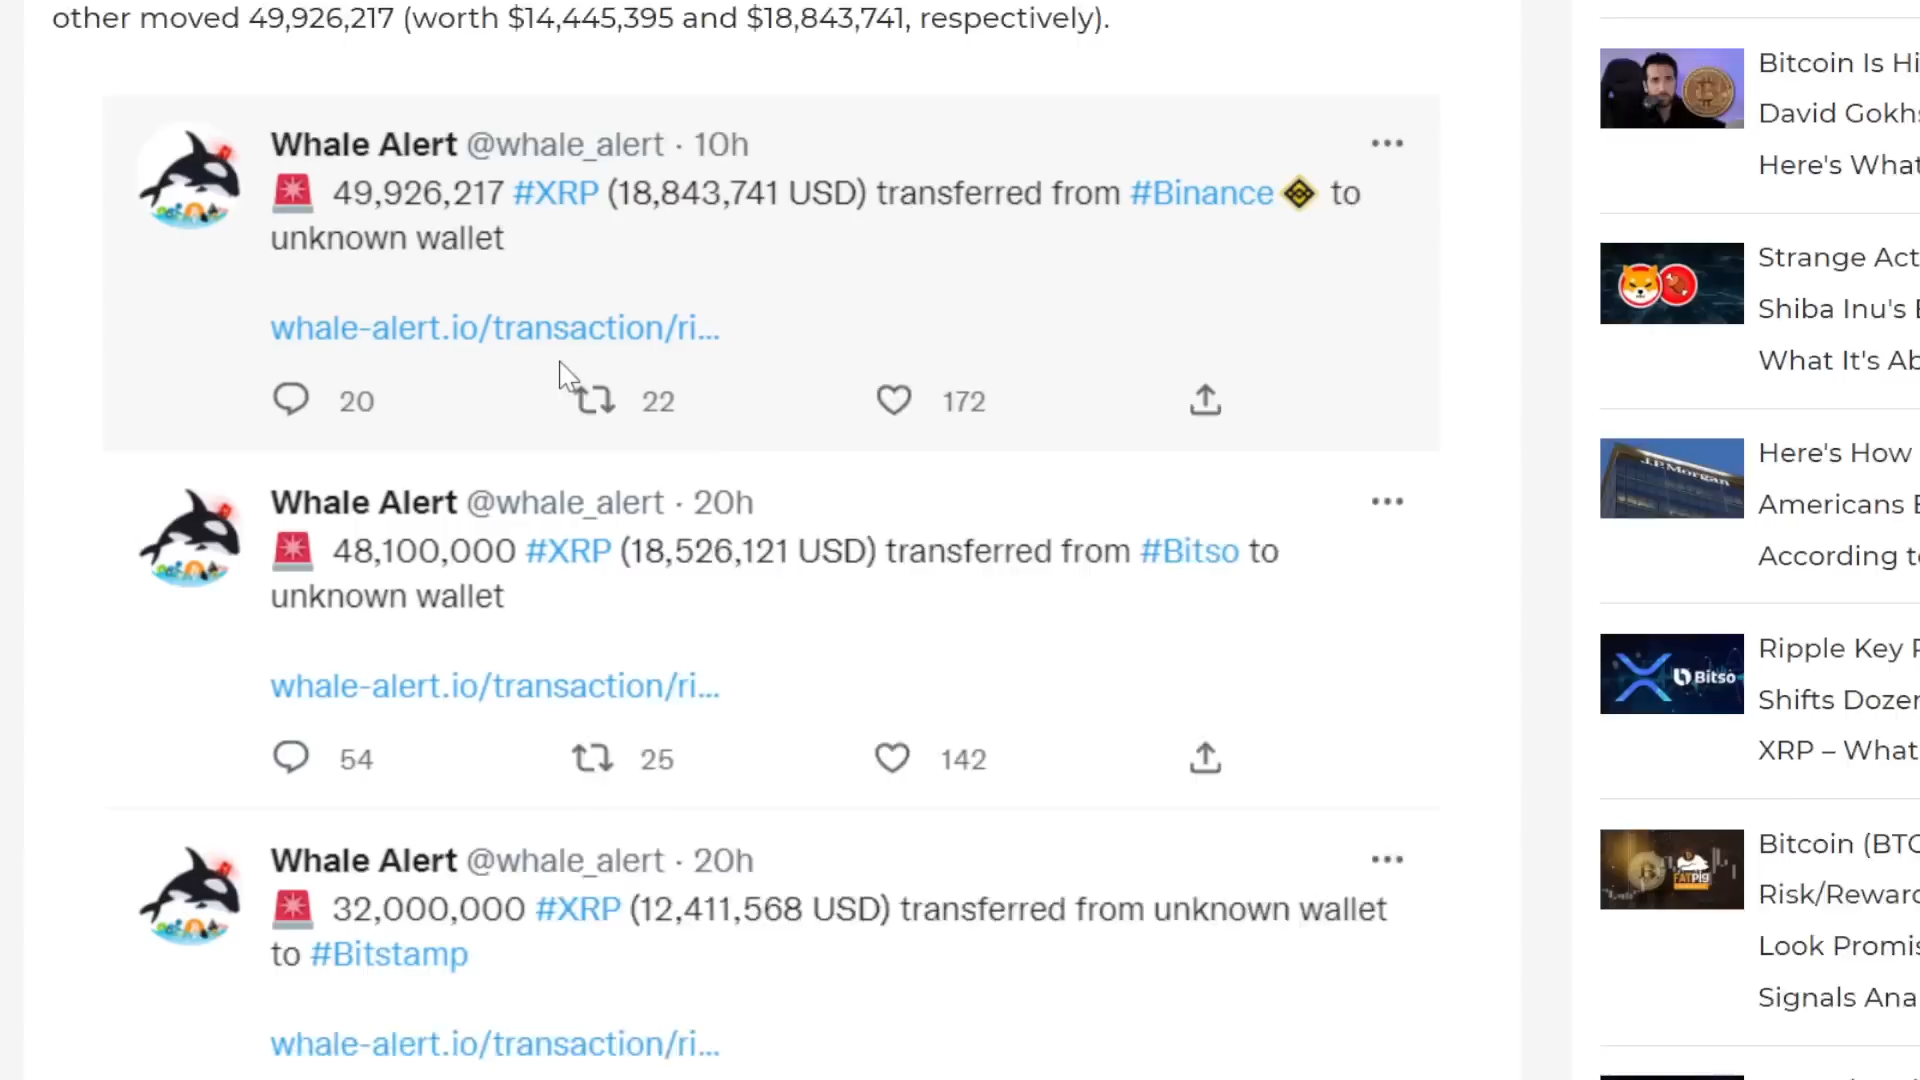 other moved 49,926,217 (worth $14,445,395 and $18,843,741, respectively).
Whale Alert @whale_alert · 10h
49,926,217 #XRP (18,843,741 USD) transferred from #Binance to
unknown wallet
whale-alert.io/transaction/ri...
20 22 172
Whale Alert @whale_alert · 20h
48,100,000 #XRP (18,526,121 USD) transferred from #Bitso to
unknown wallet
whale-alert.io/transaction/ri...
54 25 142
Whale Alert @whale_alert · 20h
32,000,000 #XRP (12,411,568 USD) transferred from unknown wallet
to #Bitstamp
whale-alert.io/transaction/ri...
Bitcoin Is Hi
David Gokhs
Here's What
Strange Act
Shiba Inu's B
What It's Ab
J.P.Morgan
Here's How
Americans E
According to
Bitso
Ripple Key P
Shifts Dozen
XRP – What
FATPIG
Bitcoin (BTC
Risk/Reward
Look Promis
Signals Ana